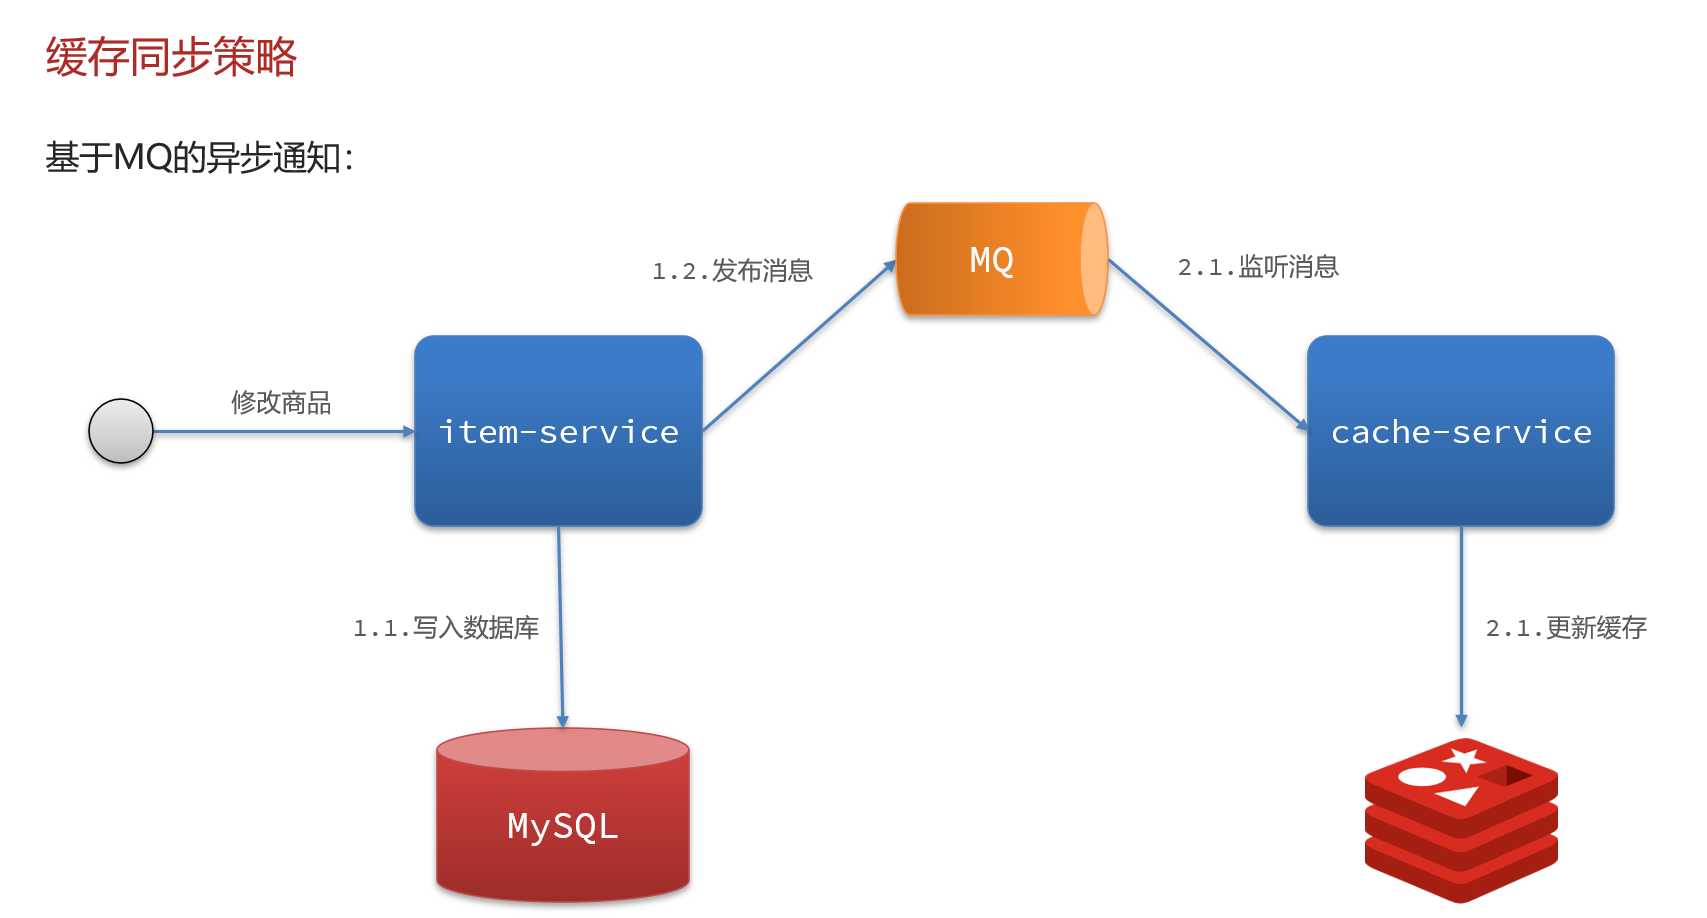 缓存同步策略
基于MQ的异步通知：
MQ
1.2.发布消息
2.1.监听消息
修改商品
item-service
cache-service
1.1.写入数据库
2.1.更新缓存
MySQL